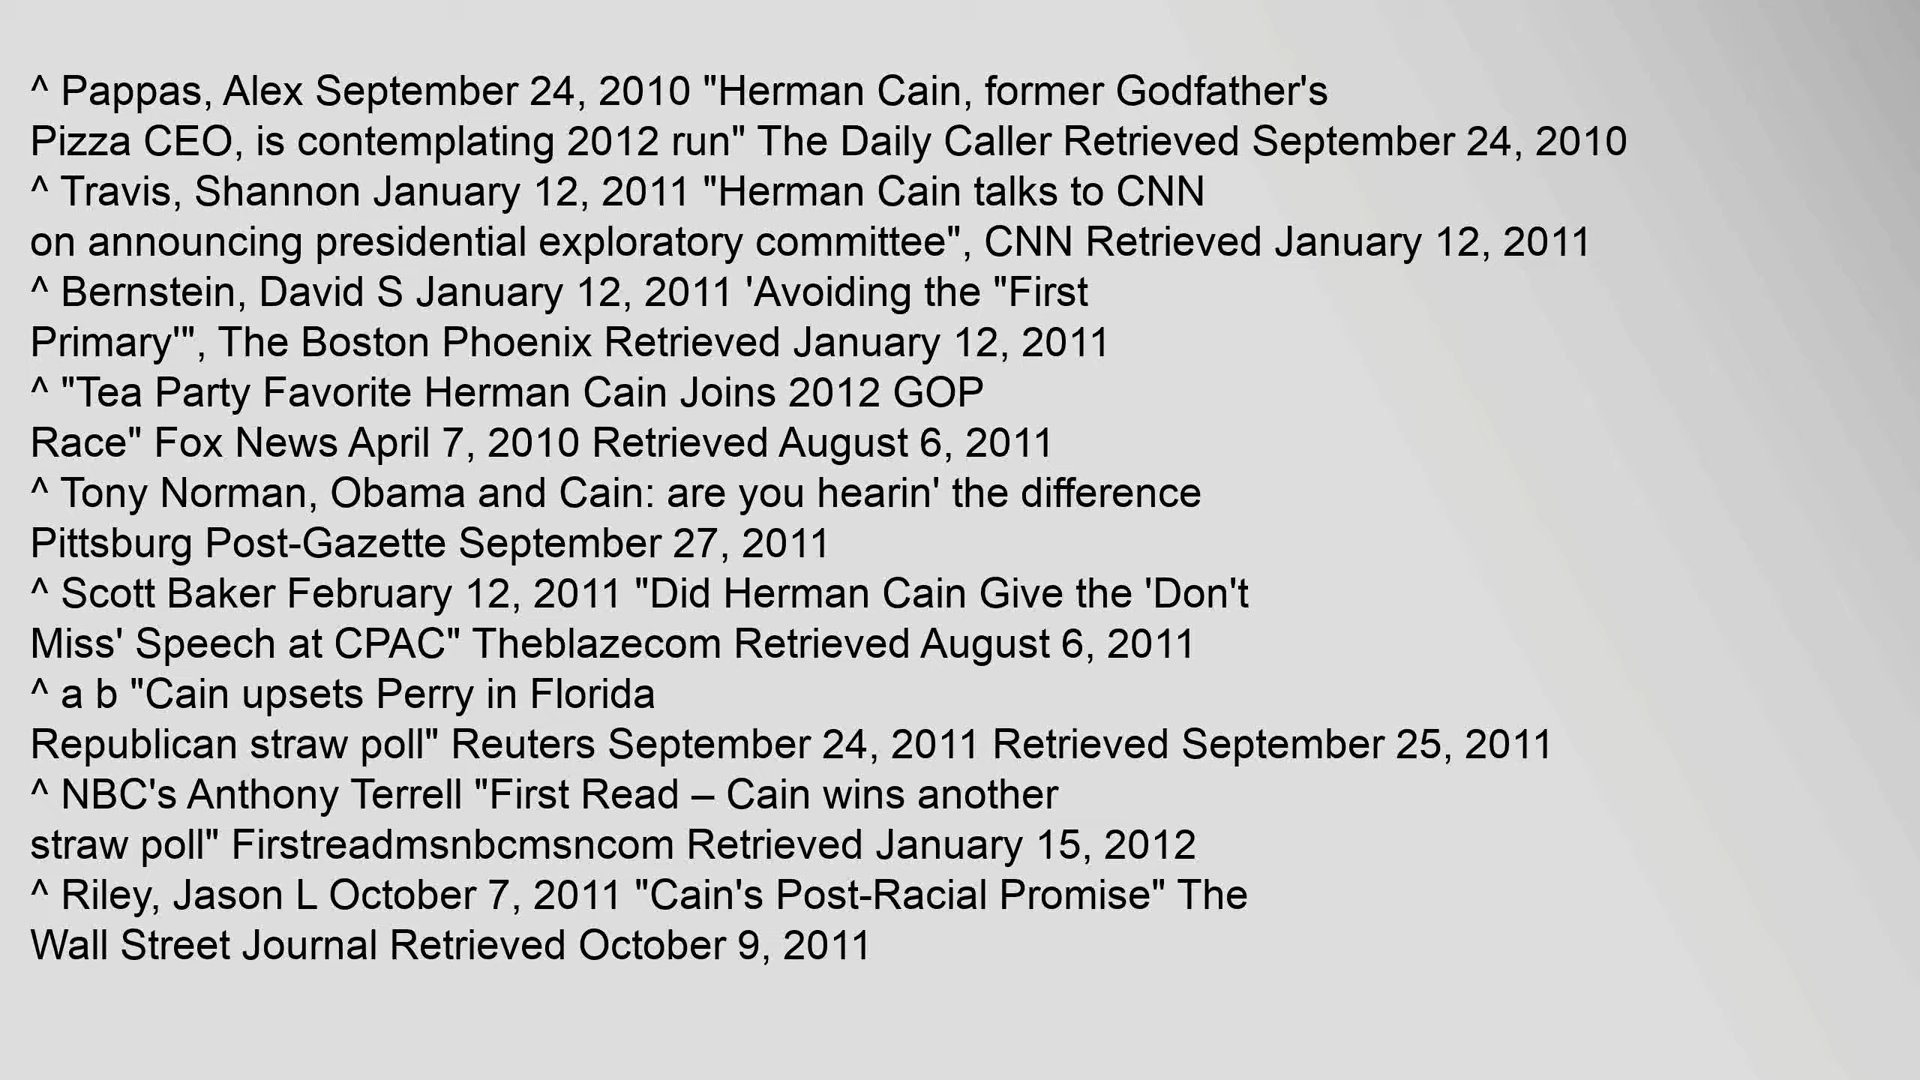 ^ Pappas, Alex September 24, 2010 "Herman Cain, former Godfather's
Pizza CEO, is contemplating 2012 run" The Daily Caller Retrieved September 24, 2010
^ Travis, Shannon January 12, 2011 "Herman Cain talks to CNN
on announcing presidential exploratory committee", CNN Retrieved January 12, 2011
^ Bernstein, David S January 12, 2011 'Avoiding the "First
Primary'", The Boston Phoenix Retrieved January 12, 2011
^ "Tea Party Favorite Herman Cain Joins 2012 GOP
Race" Fox News April 7, 2010 Retrieved August 6, 2011
^ Tony Norman, Obama and Cain: are you hearin' the difference
Pittsburg Post-Gazette September 27, 2011
^ Scott Baker February 12, 2011 "Did Herman Cain Give the 'Don't
Miss' Speech at CPAC" Theblazecom Retrieved August 6, 2011
^ a b "Cain upsets Perry in Florida
Republican straw poll" Reuters September 24, 2011 Retrieved September 25, 2011
^ NBC's Anthony Terrell "First Read – Cain wins another
straw poll" Firstreadmsnbcmsncom Retrieved January 15, 2012
^ Riley, Jason L October 7, 2011 "Cain's Post-Racial Promise" The
Wall Street Journal Retrieved October 9, 2011